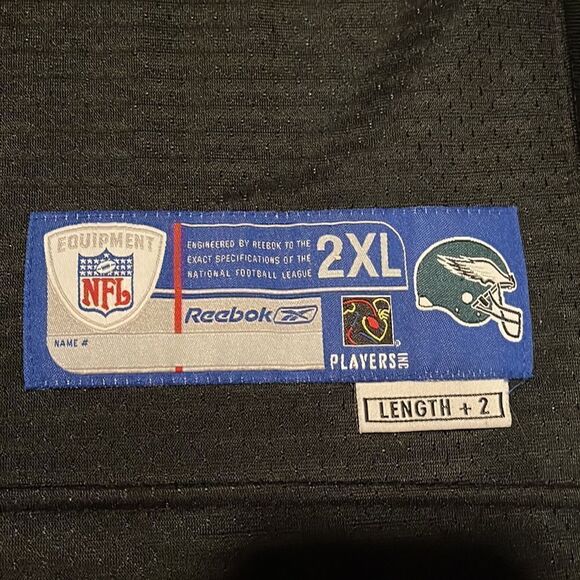 EQUIPMENT
NFL
NAME #
ENGINEERED BY REEBOK TO THE
EXACT SPECIFICATIONS OF THE
NATIONAL FOOTBALL LEAGUE
2XL
Reebok
PLAYERS INC
LENGTH + 2